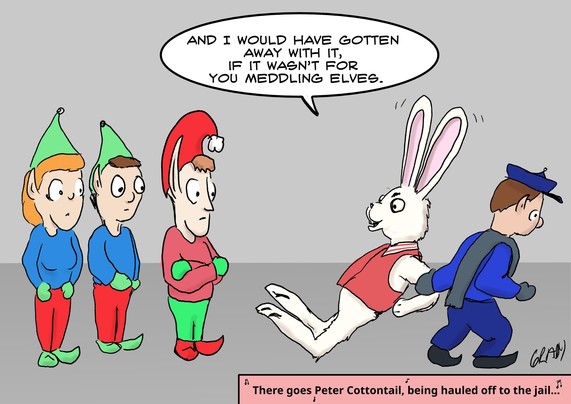 AND I WOULD HAVE GOTTEN
AWAY WITH IT,
IF IT WASN'T FOR
YOU MEDDLING ELVES.
GRAY
There goes Peter Cottontail, being hauled off to the jail...